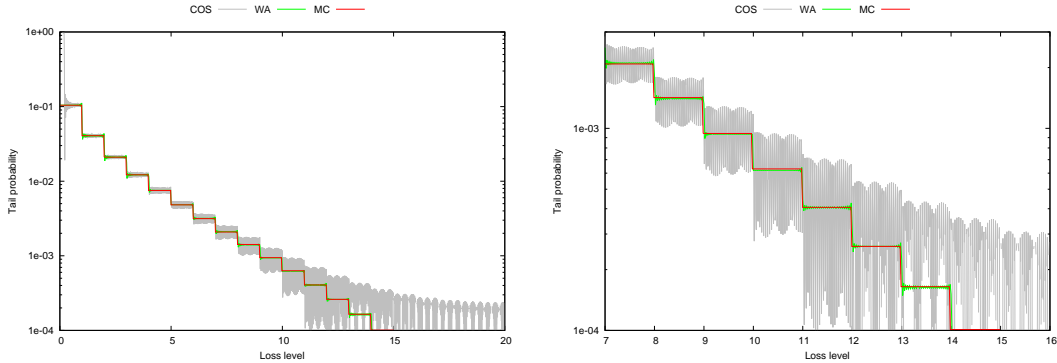 COS WA MC
1e+00
1e-01
1e-02
1e-03
1e-04
Tail probability
0 5 10 15 20
Loss level
COS WA MC
1e-03
1e-04
Tail probability
7 8 9 10 11 12 13 14 15 16
Loss level